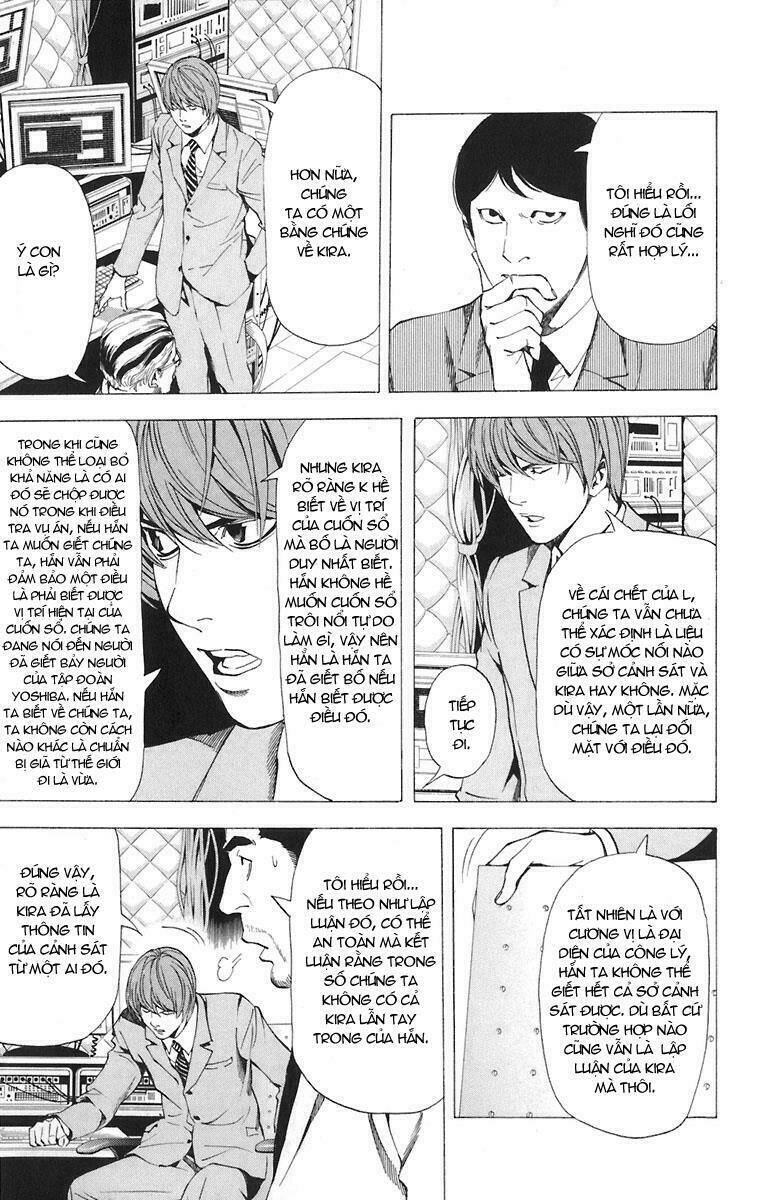 TÔI HIỂU RỒI...
ĐÚNG LÀ LỐI
NGHĨ ĐÓ CŨNG
RẤT HỢP LÝ...
HƠN NỮA,
CHÚNG
TA CÓ MỘT
BẰNG CHỨNG
VỀ KIRA.
Ý CON
LÀ GÌ?
VỀ CÁI CHẾT CỦA L,
CHÚNG TA VẪN CHƯA
THỂ XÁC ĐỊNH LÀ LIỆU
CÓ SỰ MÓC NỐI NÀO
GIỮA SỞ CẢNH SÁT VÀ
KIRA HAY KHÔNG. MẶC
DÙ VẬY, MỘT LẦN NỮA,
CHÚNG TA LẠI ĐỐI
MẶT VỚI ĐIỀU ĐÓ.
TIẾP
TỤC
ĐI.
NHƯNG KIRA
RÕ RÀNG K HỀ
BIẾT VỀ VỊ TRÍ
CỦA CUỐN SỔ
MÀ BỐ LÀ NGƯỜI
DUY NHẤT BIẾT.
HẮN KHÔNG HỀ
MUỐN CUỐN SỔ
TRÔI NỔI TỰ DO
LÀM GÌ, VẬY NÊN
HẲN LÀ HẮN TA
ĐÃ GIẾT BỐ NẾU
HẮN BIẾT ĐƯỢC
ĐIỀU ĐÓ.
TRONG KHI CŨNG
KHÔNG THỂ LOẠI BỎ
KHẢ NĂNG LÀ CÓ AI
ĐÓ SẼ CHÓP ĐƯỢC
NÓ TRONG KHI ĐIỀU
TRA VỤ ÁN, NẾU HẮN
TA MUỐN GIẾT CHÚNG
TA, HẮN VẪN PHẢI
ĐẢM BẢO MỘT ĐIỀU
LÀ PHẢI BIẾT ĐƯỢC
VỊ TRÍ HIỆN TẠI CỦA
CUỐN SỔ. CHÚNG TA
ĐANG NÓI ĐẾN NGƯỜI
ĐÃ GIẾT BẢY NGƯỜI
CỦA TẬP ĐOÀN
YOSHIBA. NẾU HẮN
TA BIẾT VỀ CHÚNG TA,
TA KHÔNG CÒN CÁCH
NÀO KHÁC LÀ CHUẨN
BỊ GIÃ TỪ THẾ GIỚI
ĐI LÀ VỪA.
TẤT NHIÊN LÀ VỚI
CƯƠNG VỊ LÀ ĐẠI
DIỆN CỦA CÔNG LÝ,
HẮN TA KHÔNG THỂ
GIẾT HẾT CẢ SỞ CẢNH
SÁT ĐƯỢC. DÙ BẤT CỨ
TRƯỜNG HỢP NÀO
CŨNG VẪN LÀ LẬP
LUẬN CỦA KIRA
MÀ THÔI.
TÔI HIỂU RỒI...
NẾU THEO NHƯ LẬP
LUẬN ĐÓ, CÓ THỂ
AN TOÀN MÀ KẾT
LUẬN RẰNG TRONG
SỐ CHÚNG TA
KHÔNG CÓ CẢ
KIRA LẪN TAY
TRONG CỦA HẮN.
ĐÚNG VẬY,
RÕ RÀNG LÀ
KIRA ĐÃ LẤY
THÔNG TIN
CỦA CẢNH SÁT
TỪ MỘT AI ĐÓ.